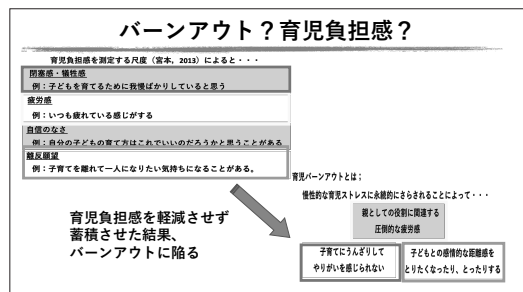 バーンアウト？育児負担感？
育児負担感を測定する尺度（宮本，2013）によると・・・
閉塞感・犠牲感
例：子どもを育てるために我慢ばかりしていると思う
疲労感
例：いつも疲れている感じがする
自信のなさ
例：自分の子どもの育て方はこれでいいのだろうかと思うことがある
離反願望
例：子育てを離れて一人になりたい気持ちになることがある。
育児負担感を軽減させず
蓄積させた結果、
バーンアウトに陥る
育児バーンアウトとは；
慢性的な育児ストレスに永続的にさらされることによって・・・
親としての役割に関連する
圧倒的な疲労感
子育てにうんざりして
やりがいを感じられない
子どもとの感情的な距離感を
とりたくなったり、とったりする